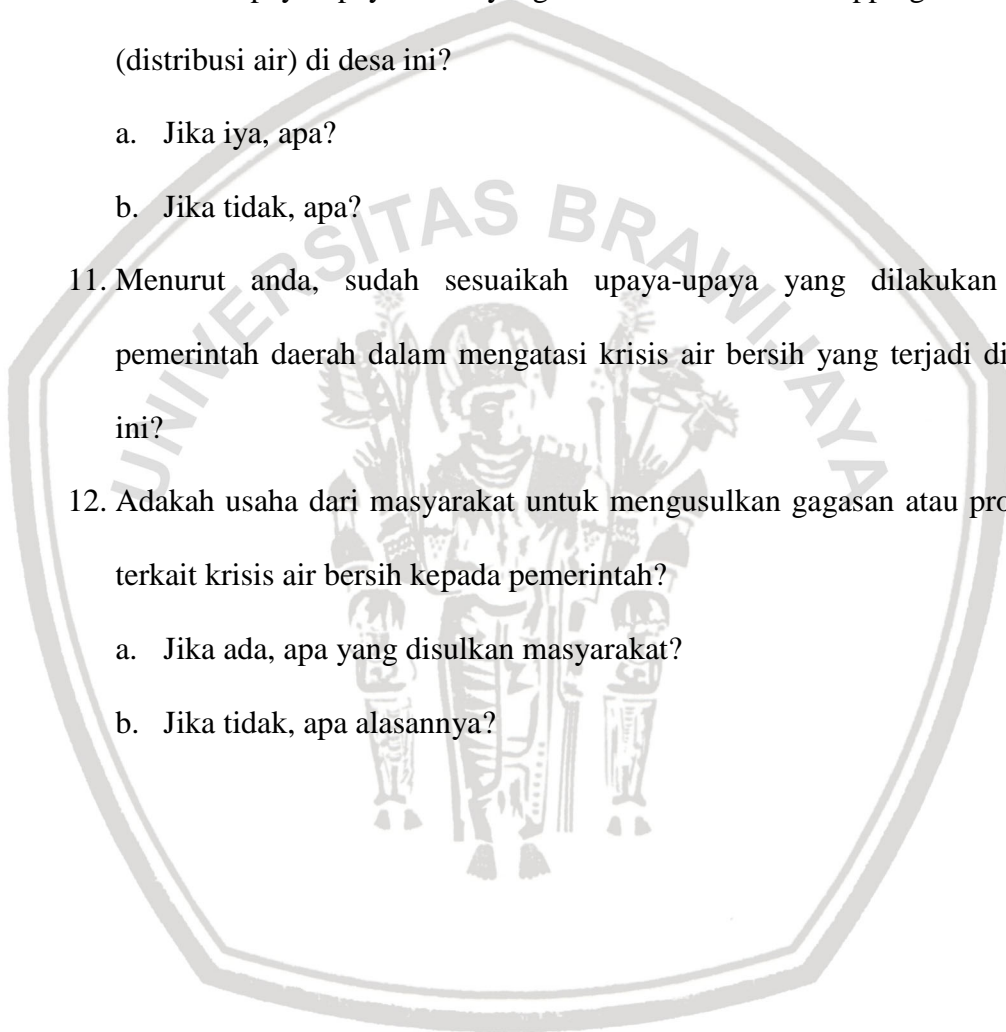 (distribusi air) di desa ini?
a. Jika iya, apa?
b. Jika tidak, apa?
UNIVERSITAS BRAWIJAYA
11. Menurut anda, sudah sesuaikah upaya-upaya yang dilakukan
pemerintah daerah dalam mengatasi krisis air bersih yang terjadi di
ini?
12. Adakah usaha dari masyarakat untuk mengusulkan gagasan atau
terkait krisis air bersih kepada pemerintah?
a. Jika ada, apa yang disulkan masyarakat?
b. Jika tidak, apa alasannya?